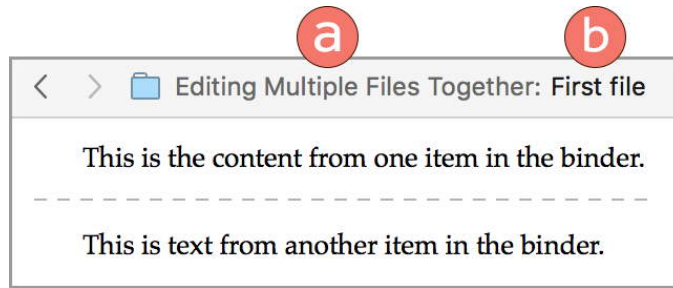 a b
Editing Multiple Files Together: First file
This is the content from one item in the binder.
This is text from another item in the binder.